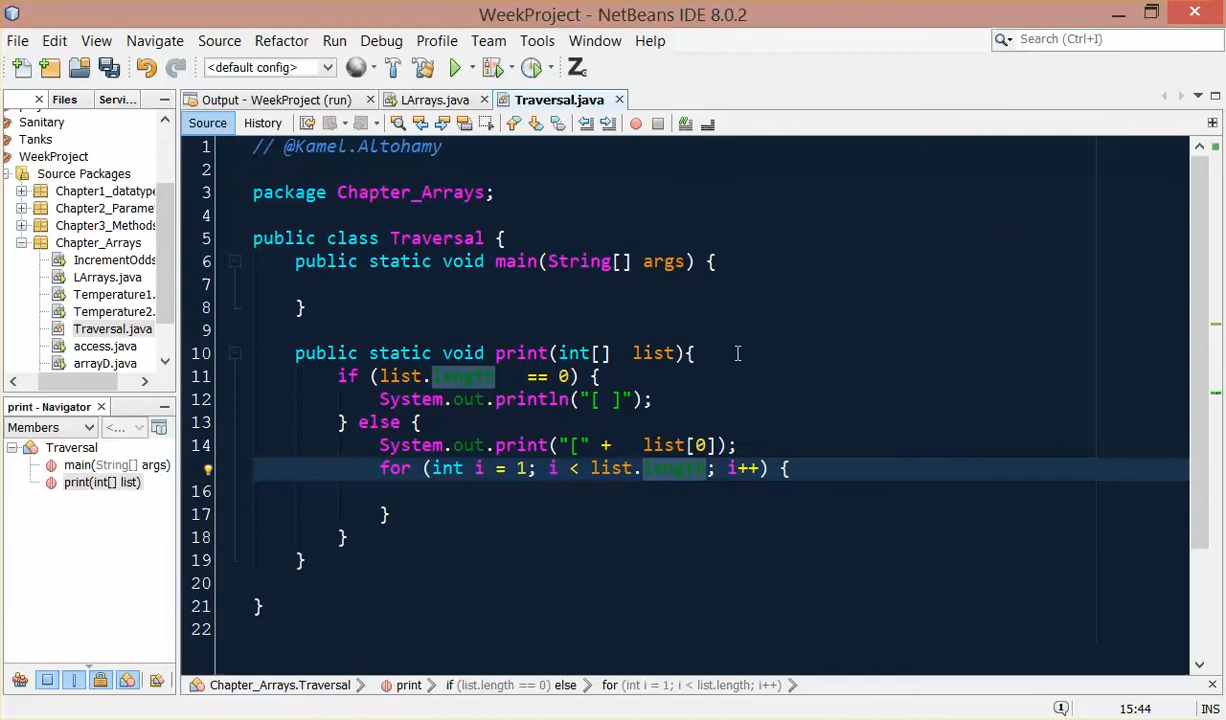 WeekProject - NetBeans IDE 8.0.2
File Edit View Navigate Source Refactor Run Debug Profile Team Tools Window Help
Search (Ctrl+I)
<default config>
Files Servi...
Output - WeekProject (run) LArrays.java Traversal.java
Source History
Sanitary
Tanks
WeekProject
Source Packages
Chapter1_datatype
Chapter2_Parame
Chapter3_Methods
Chapter_Arrays
IncrementOdds
LArrays.java
Temperature1.
Temperature2.
Traversal.java
access.java
arrayD.java
print - Navigator
Members <...>
Traversal
main(String[] args)
print(int[] list)
1 // @Kamel.Altohamy
2
3 package Chapter_Arrays;
4
5 public class Traversal {
6 public static void main(String[] args) {
7
8 }
9
10 public static void print(int[] list){
11 if (list.length == 0) {
12 System.out.println("[ ]");
13 } else {
14 System.out.print("[" + list[0]);
for (int i = 1; i < list.length; i++) {
16
17 }
18 }
19 }
20
21 }
22
Chapter_Arrays.Traversal print if (list.length == 0) else for (int i = 1; i < list.length; i++)
15:44 INS